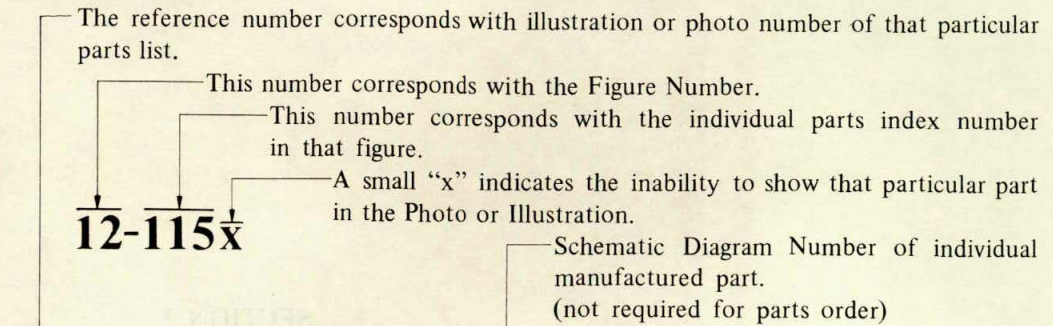 The reference number corresponds with illustration or photo number of that particular
parts list.
This number corresponds with the Figure Number.
This number corresponds with the individual parts index number
in that figure.
A small “x” indicates the inability to show that particular part
in the Photo or Illustration.
12-115x
Schematic Diagram Number of individual
manufactured part.
(not required for parts order)